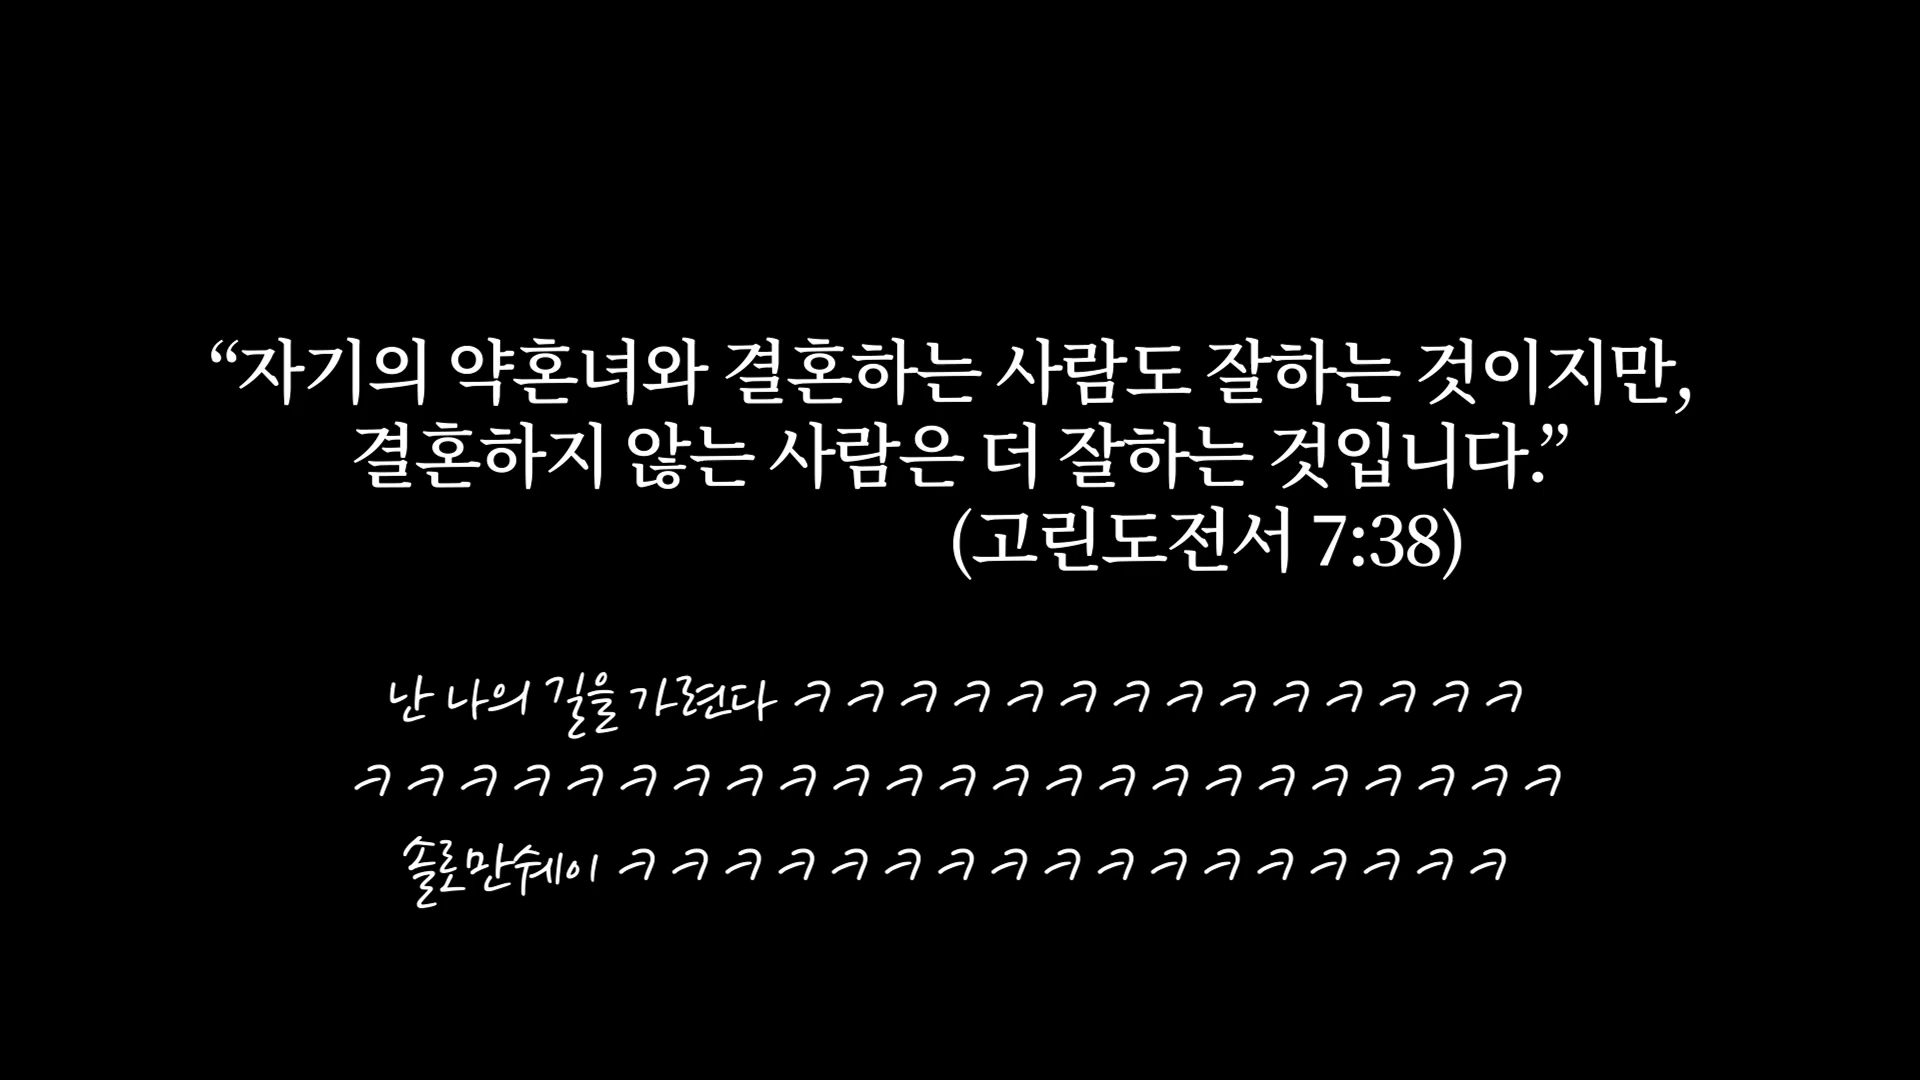 “자기의 약혼녀와 결혼하는 사람도 잘하는 것이지만,
결혼하지 않는 사람은 더 잘하는 것입니다.”
(고린도전서 7:38)
난 나의 길을 가련다 ㅋㅋㅋㅋㅋㅋㅋㅋㅋㅋㅋㅋㅋㅋ
ㅋㅋㅋㅋㅋㅋㅋㅋㅋㅋㅋㅋㅋㅋㅋㅋㅋㅋㅋㅋㅋㅋㅋ
솔로만쉐이 ㅋㅋㅋㅋㅋㅋㅋㅋㅋㅋㅋㅋㅋㅋㅋㅋㅋ